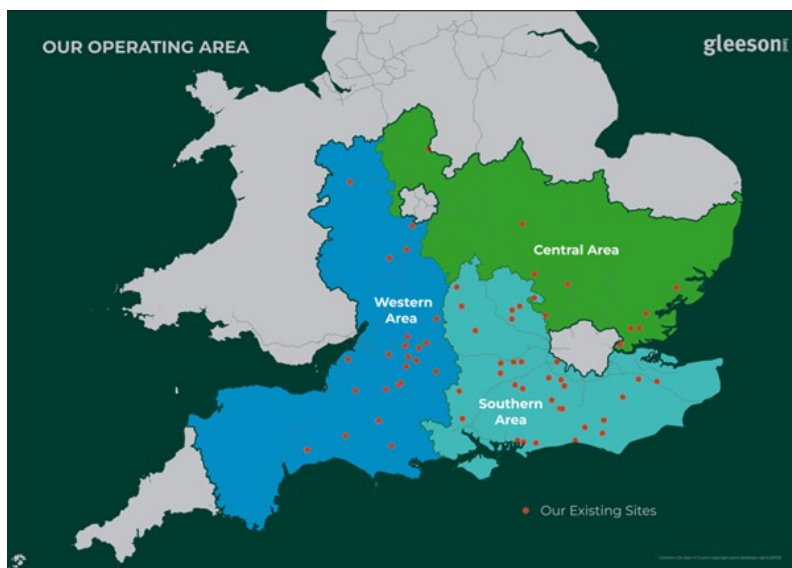 OUR OPERATING AREA
gleeson
Central Area
Western
Area
Southern
Area
Our Existing Sites